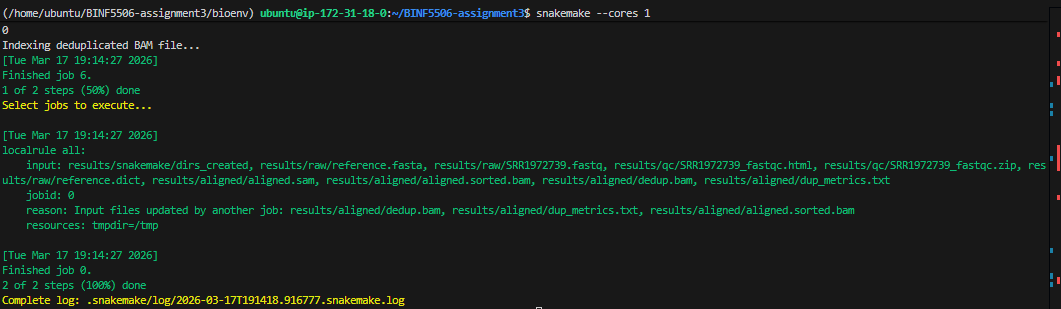 (/home/ubuntu/BINF5506-assignment3/bioenv) ubuntu@ip-172-31-18-0:~/BINF5506-assignment3$ snakemake --cores 1
0
Indexing deduplicated BAM file...
[Tue Mar 17 19:14:27 2026]
Finished job 6.
1 of 2 steps (50%) done
Select jobs to execute...
[Tue Mar 17 19:14:27 2026]
localrule all:
    input: results/snakemake/dirs_created, results/raw/reference.fasta, results/raw/SRR1972739.fastq, results/qc/SRR1972739_fastqc.html, results/qc/SRR1972739_fastqc.zip, res
ults/raw/reference.dict, results/aligned/aligned.sam, results/aligned/aligned.sorted.bam, results/aligned/dedup.bam, results/aligned/dup_metrics.txt
    jobid: 0
    reason: Input files updated by another job: results/aligned/dedup.bam, results/aligned/dup_metrics.txt, results/aligned/aligned.sorted.bam
    resources: tmpdir=/tmp
[Tue Mar 17 19:14:27 2026]
Finished job 0.
2 of 2 steps (100%) done
Complete log: .snakemake/log/2026-03-17T191418.916777.snakemake.log